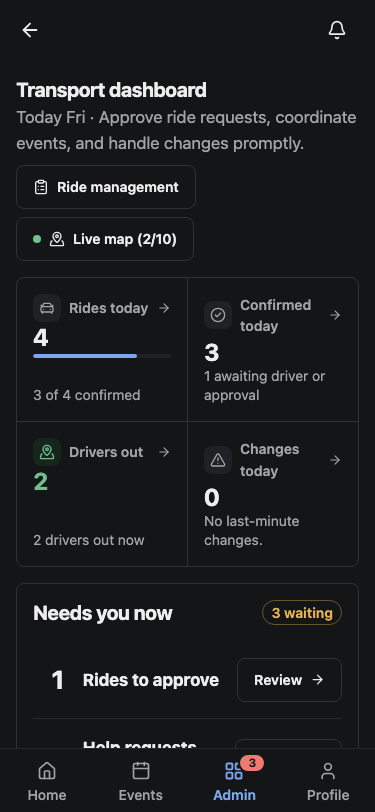 Transport dashboard
Today Fri · Approve ride requests, coordinate
events, and handle changes promptly.
Ride management
Live map (2/10)
Rides today
4
3 of 4 confirmed
Confirmed
today
3
1 awaiting driver or
approval
Drivers out
2
2 drivers out now
Changes
today
0
No last-minute
changes.
Needs you now
3 waiting
1 Rides to approve
Review
Help requests
3
Home
Events
Admin
Profile